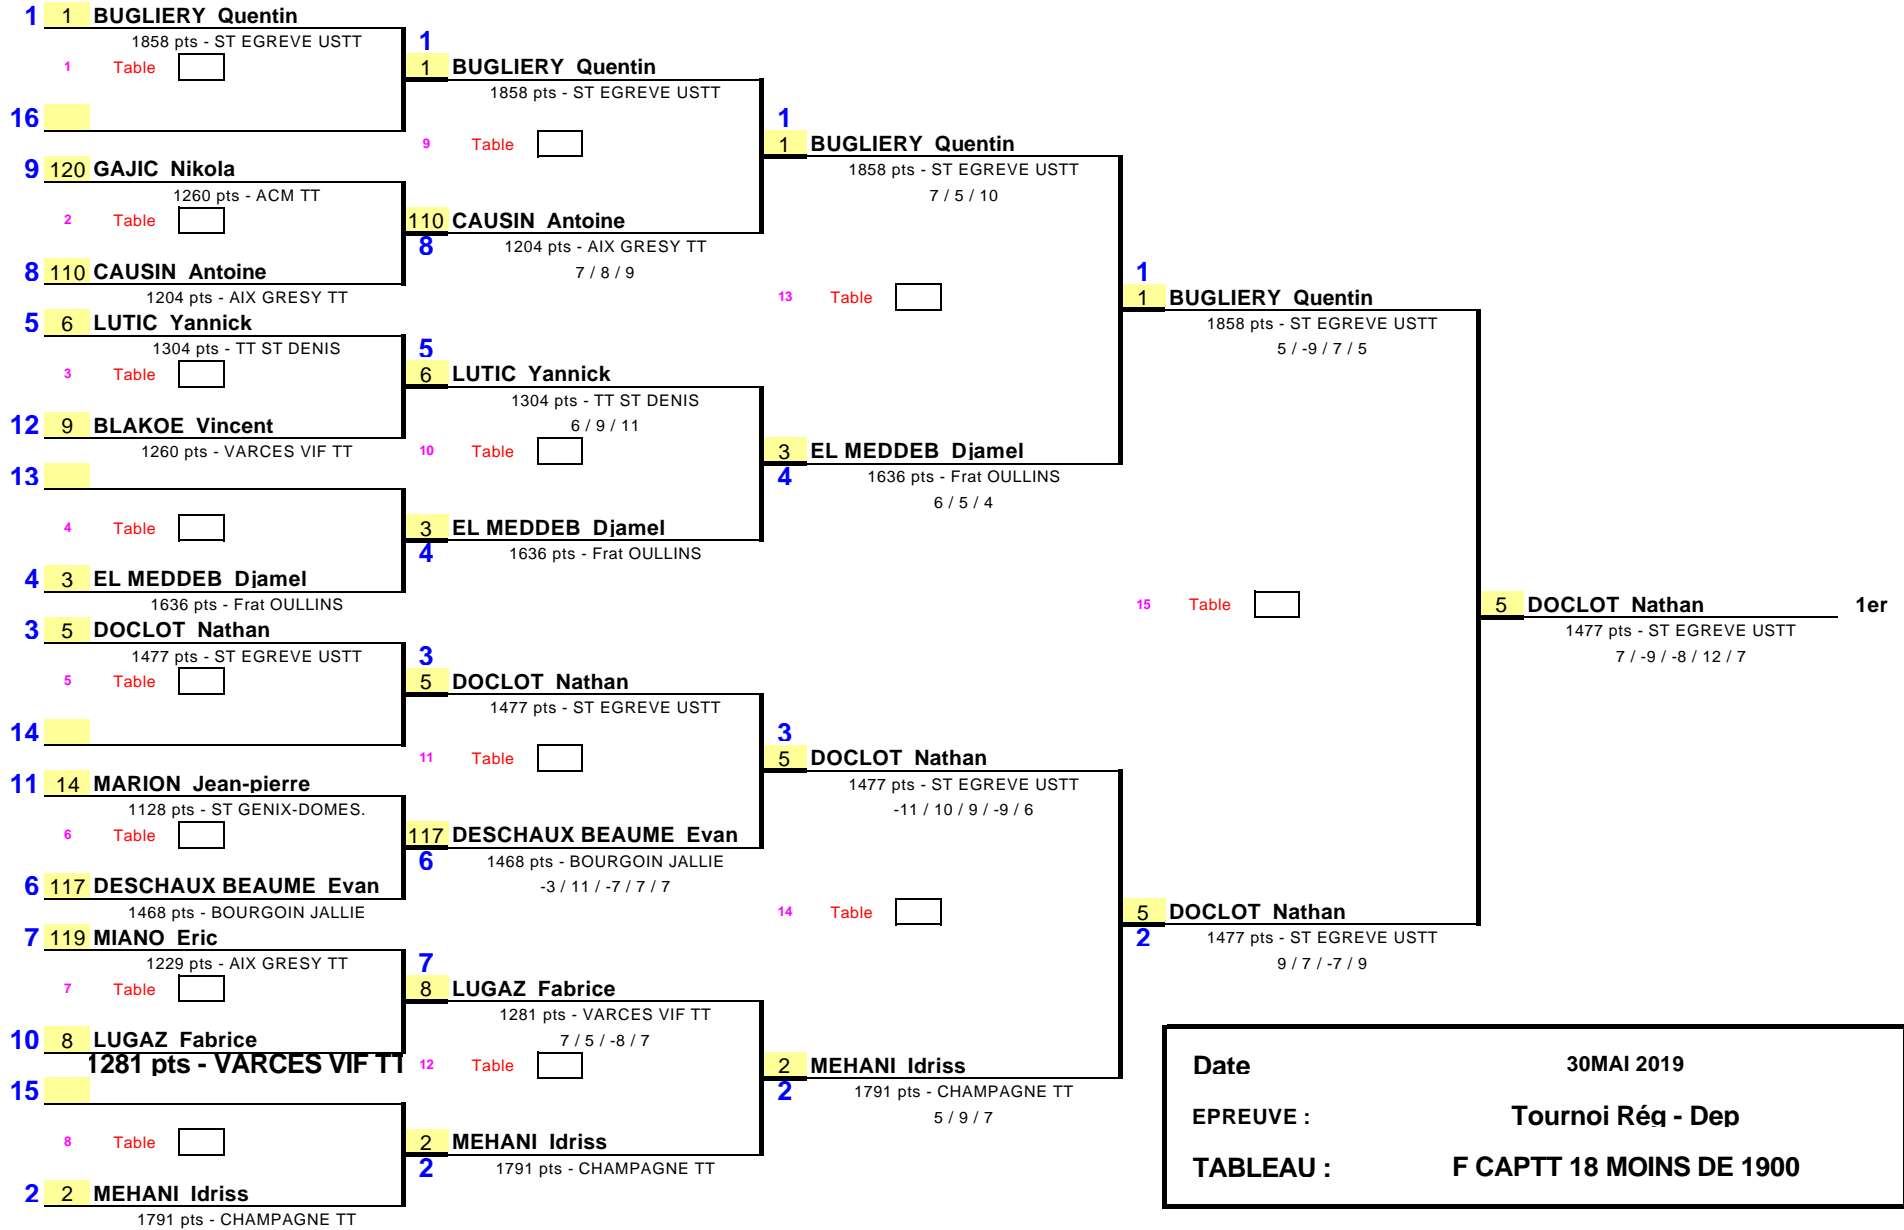 1 1 BUGLIERY Quentin
1858 pts - ST EGREVE USTT
1 Table
16
9 120 GAJIC Nikola
1260 pts - ACM TT
2 Table
8 110 CAUSIN Antoine
1204 pts - AIX GRESY TT
5 6 LUTIC Yannick
1304 pts - TT ST DENIS
3 Table
12 9 BLAKOE Vincent
1260 pts - VARCES VIF TT
13
4 Table
4 3 EL MEDDEB Djamel
1636 pts - Frat OULLINS
3 5 DOCLOT Nathan
1477 pts - ST EGREVE USTT
5 Table
14
11 14 MARION Jean-pierre
1128 pts - ST GENIX-DOMES.
6 Table
6 117 DESCHAUX BEAUME Evan
1468 pts - BOURGOIN JALLIE
7 119 MIANO Eric
1229 pts - AIX GRESY TT
7 Table
10 8 LUGAZ Fabrice
1281 pts - VARCES VIF TT
15
8 Table
2 2 MEHANI Idriss
1791 pts - CHAMPAGNE TT
1
1 BUGLIERY Quentin
1858 pts - ST EGREVE USTT
9 Table
110 CAUSIN Antoine
8
1204 pts - AIX GRESY TT
7 / 8 / 9
5
6 LUTIC Yannick
1304 pts - TT ST DENIS
6 / 9 / 11
10 Table
3 EL MEDDEB Djamel
4
1636 pts - Frat OULLINS
3
5 DOCLOT Nathan
1477 pts - ST EGREVE USTT
11 Table
117 DESCHAUX BEAUME Evan
6
1468 pts - BOURGOIN JALLIE
-3 / 11 / -7 / 7 / 7
7
8 LUGAZ Fabrice
1281 pts - VARCES VIF TT
7 / 5 / -8 / 7
12 Table
2 MEHANI Idriss
2
1791 pts - CHAMPAGNE TT
1
1 BUGLIERY Quentin
1858 pts - ST EGREVE USTT
7 / 5 / 10
13 Table
3 EL MEDDEB Djamel
4
1636 pts - Frat OULLINS
6 / 5 / 4
3
5 DOCLOT Nathan
1477 pts - ST EGREVE USTT
-11 / 10 / 9 / -9 / 6
14 Table
2 MEHANI Idriss
2
1791 pts - CHAMPAGNE TT
5 / 9 / 7
1
1 BUGLIERY Quentin
1858 pts - ST EGREVE USTT
5 / -9 / 7 / 5
15 Table
5 DOCLOT Nathan
2
1477 pts - ST EGREVE USTT
9 / 7 / -7 / 9
5 DOCLOT Nathan 1er
1477 pts - ST EGREVE USTT
7 / -9 / -8 / 12 / 7
Date 30MAI 2019
EPREUVE : Tournoi Rég - Dep
TABLEAU : F CAPTT 18 MOINS DE 1900